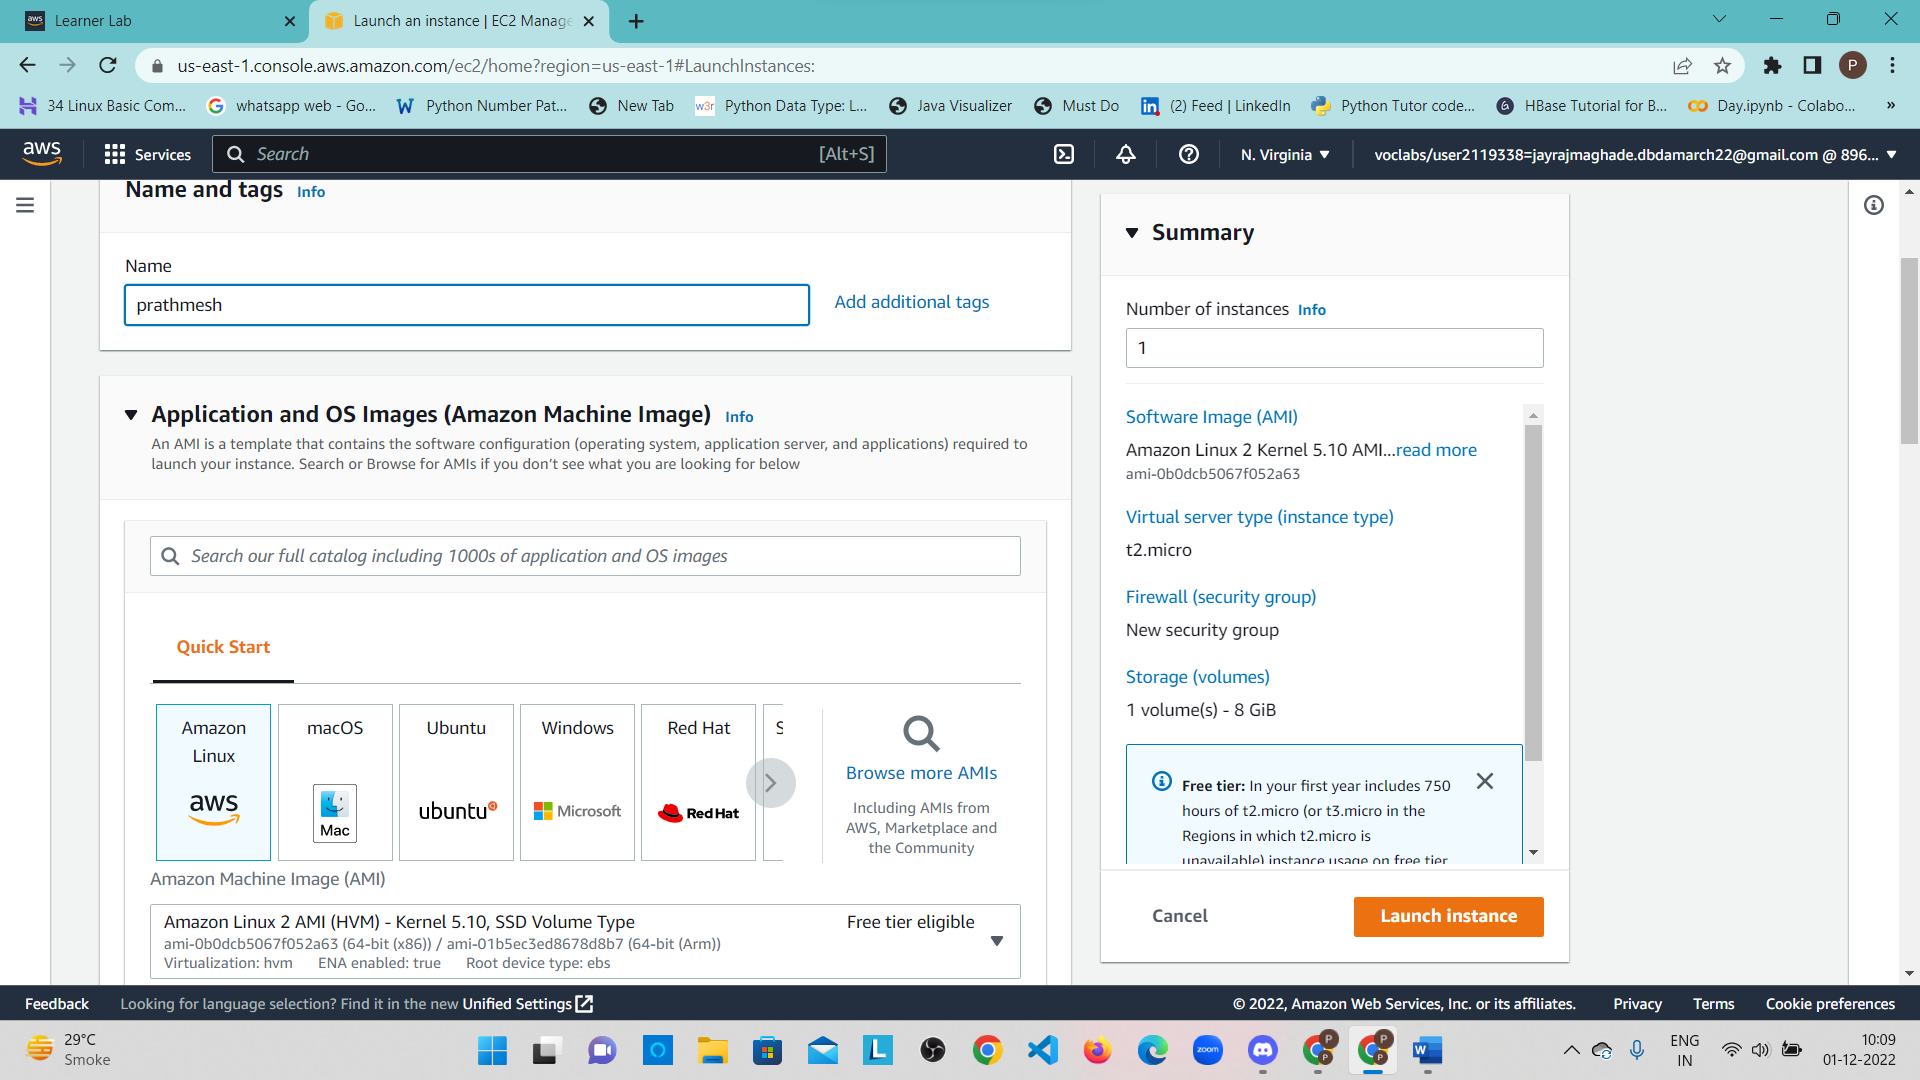 Learner Lab
Launch an instance | EC2 Manage
us-east-1.console.aws.amazon.com/ec2/home?region=us-east-1#LaunchInstances:
P
34 Linux Basic Com...
whatsapp web - Go...
Python Number Pat...
New Tab
w3r Python Data Type: L...
Java Visualizer
Must Do
(2) Feed | LinkedIn
Python Tutor code...
HBase Tutorial for B...
Day.ipynb - Colabo...
»
aws
Services
Search
[Alt+S]
N. Virginia
voclabs/user2119338=jayrajmaghade.dbdamarch22@gmail.com @ 896...
Name and tags Info
Name
prathmesh
Add additional tags
Application and OS Images (Amazon Machine Image) Info
An AMI is a template that contains the software configuration (operating system, application server, and applications) required to
launch your instance. Search or Browse for AMIs if you don't see what you are looking for below
Search our full catalog including 1000s of application and OS images
Quick Start
Amazon
Linux
aws
macOS
Mac
Ubuntu
ubuntu
Windows
Microsoft
Red Hat
Red Hat
S
Browse more AMIs
Including AMIs from
AWS, Marketplace and
the Community
Amazon Machine Image (AMI)
Amazon Linux 2 AMI (HVM) - Kernel 5.10, SSD Volume Type
Free tier eligible
ami-0b0dcb5067f052a63 (64-bit (x86)) / ami-01b5ec3ed8678d8b7 (64-bit (Arm))
Virtualization: hvm ENA enabled: true Root device type: ebs
Summary
Number of instances Info
1
Software Image (AMI)
Amazon Linux 2 Kernel 5.10 AMI...read more
ami-0b0dcb5067f052a63
Virtual server type (instance type)
t2.micro
Firewall (security group)
New security group
Storage (volumes)
1 volume(s) - 8 GiB
Free tier: In your first year includes 750
hours of t2.micro (or t3.micro in the
Regions in which t2.micro is
unavailable) instance usage on free tier
Cancel
Launch instance
Feedback
Looking for language selection? Find it in the new Unified Settings
© 2022, Amazon Web Services, Inc. or its affiliates.
Privacy
Terms
Cookie preferences
29°C
Smoke
L
zoom
P
P
P
P
W
ENG
IN
10:09
01-12-2022